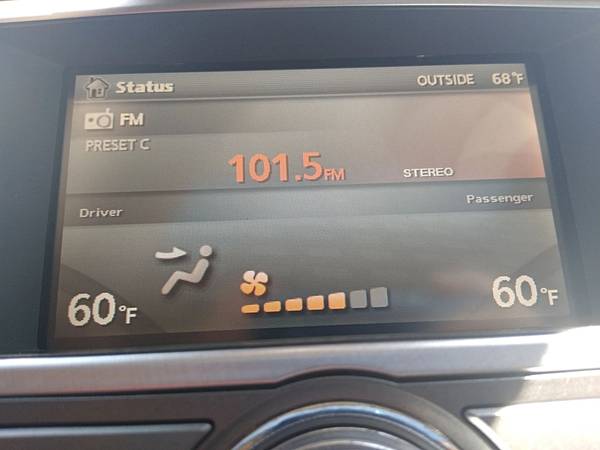 Status
OUTSIDE 68°F
FM
PRESET C
101.5FM STEREO
Driver
Passenger
60°F
60°F